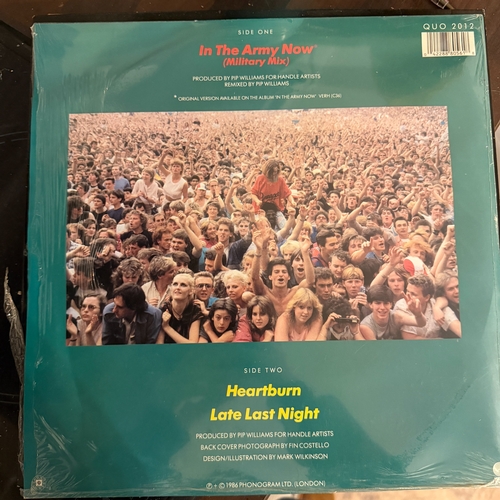 SIDE ONE
QUO 2012
In The Army Now*
(Military Mix)
PRODUCED BY PIP WILLIAMS FOR HANDLE ARTISTS
REMIXED BY PIP WILLIAMS
* ORIGINAL VERSION AVAILABLE ON THE ALBUM 'IN THE ARMY NOW' : VERH (C)36
SIDE TWO
Heartburn
Late Last Night
PRODUCED BY PIP WILLIAMS FOR HANDLE ARTISTS
BACK COVER PHOTOGRAPH BY FIN COSTELLO
DESIGN/ILLUSTRATION BY MARK WILKINSON
℗ + © 1986 PHONOGRAM LTD. (LONDON)